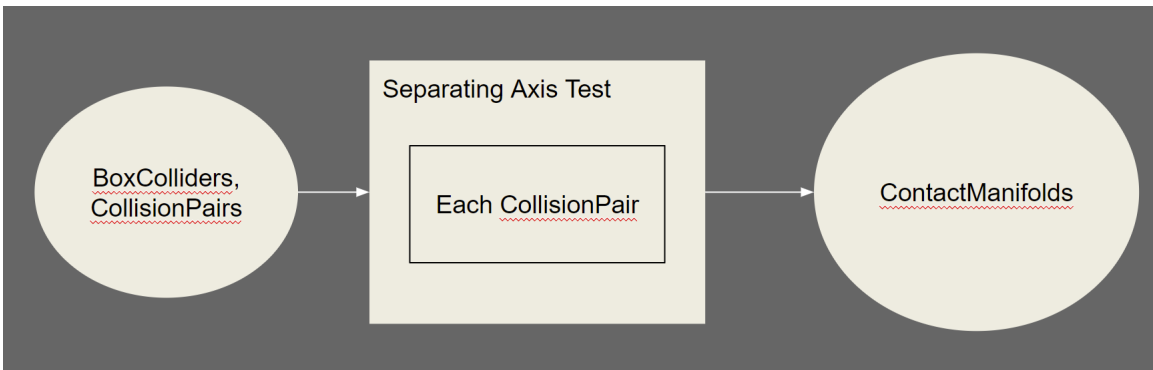 BoxColliders,
CollisionPairs
Separating Axis Test
Each CollisionPair
ContactManifolds